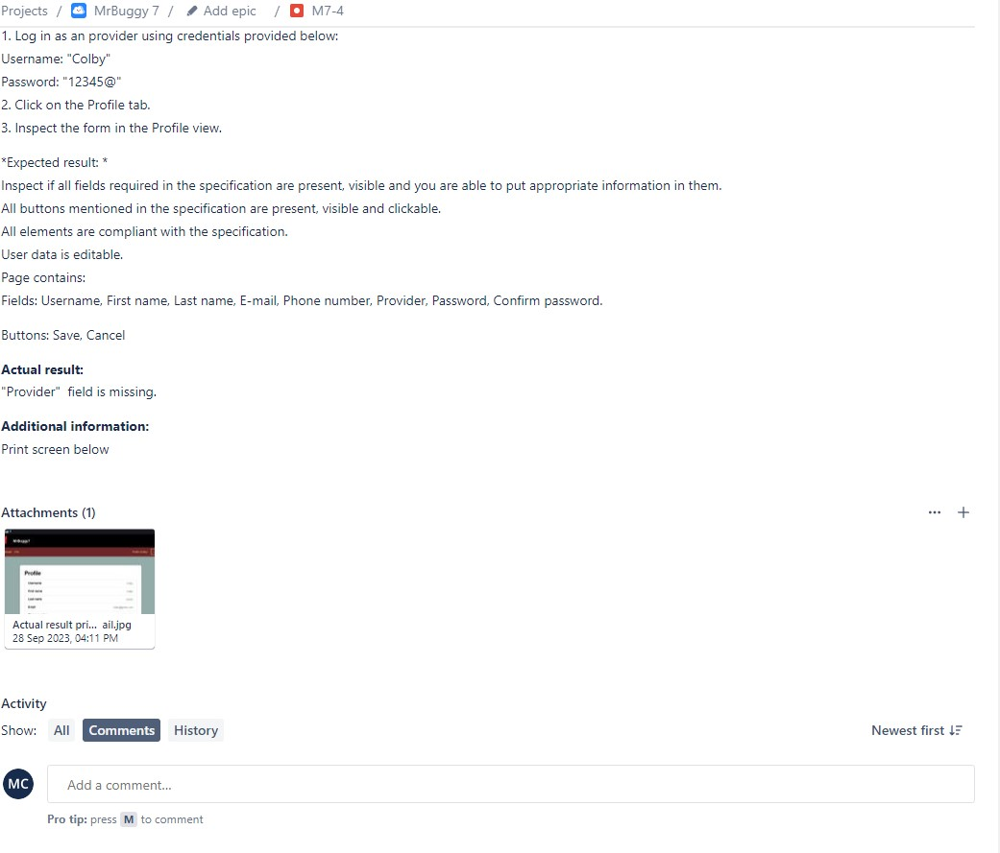 Projects / MrBuggy 7 / Add epic / M7-4
1. Log in as an provider using credentials provided below:
Username: "Colby"
Password: "12345@"
2. Click on the Profile tab.
3. Inspect the form in the Profile view.
*Expected result: *
Inspect if all fields required in the specification are present, visible and you are able to put appropriate information in them.
All buttons mentioned in the specification are present, visible and clickable.
All elements are compliant with the specification.
User data is editable.
Page contains:
Fields: Username, First name, Last name, E-mail, Phone number, Provider, Password, Confirm password.
Buttons: Save, Cancel
Actual result:
"Provider"  field is missing.
Additional information:
Print screen below
Attachments (1)
MrBuggy7
Profile
Username
First name
Last name
Email
Actual result pri... ail.jpg
28 Sep 2023, 04:11 PM
Activity
Show: All Comments History Newest first
MC Add a comment...
Pro tip: press M to comment